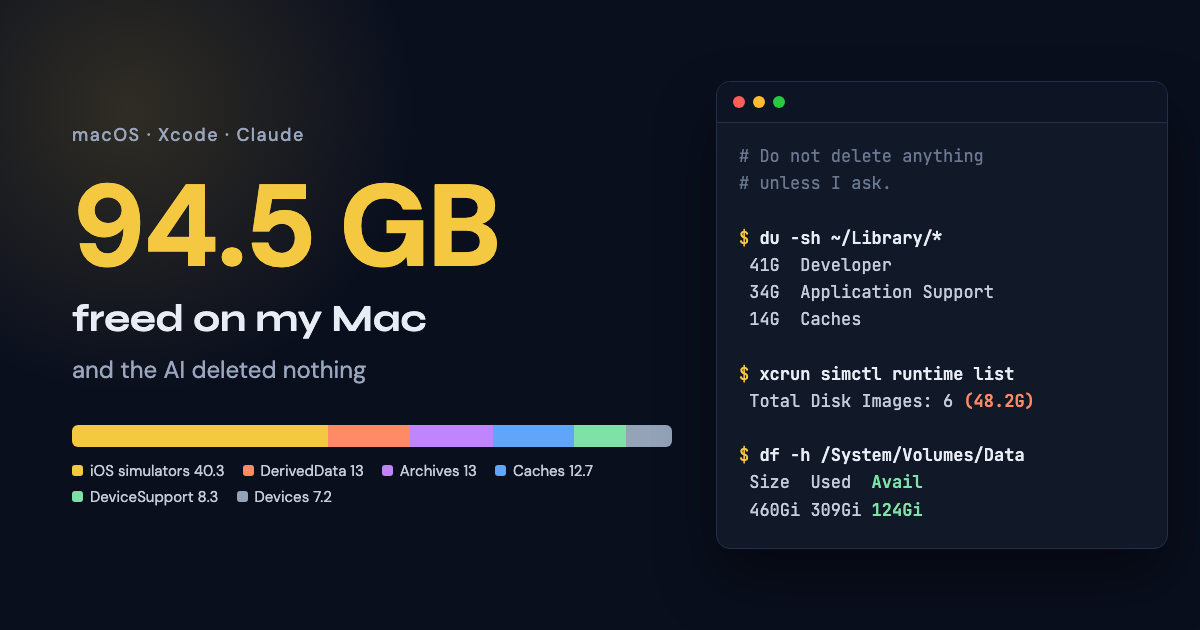 macOS · Xcode · Claude
94.5 GB
freed on my Mac
and the AI deleted nothing
iOS simulators 40.3 DerivedData 13 Archives 13 Caches 12.7
DeviceSupport 8.3 Devices 7.2
# Do not delete anything
# unless I ask.
$ du -sh ~/Library/*
41G Developer
34G Application Support
14G Caches
$ xcrun simctl runtime list
Total Disk Images: 6 (48.2G)
$ df -h /System/Volumes/Data
Size Used Avail
460Gi 309Gi 124Gi